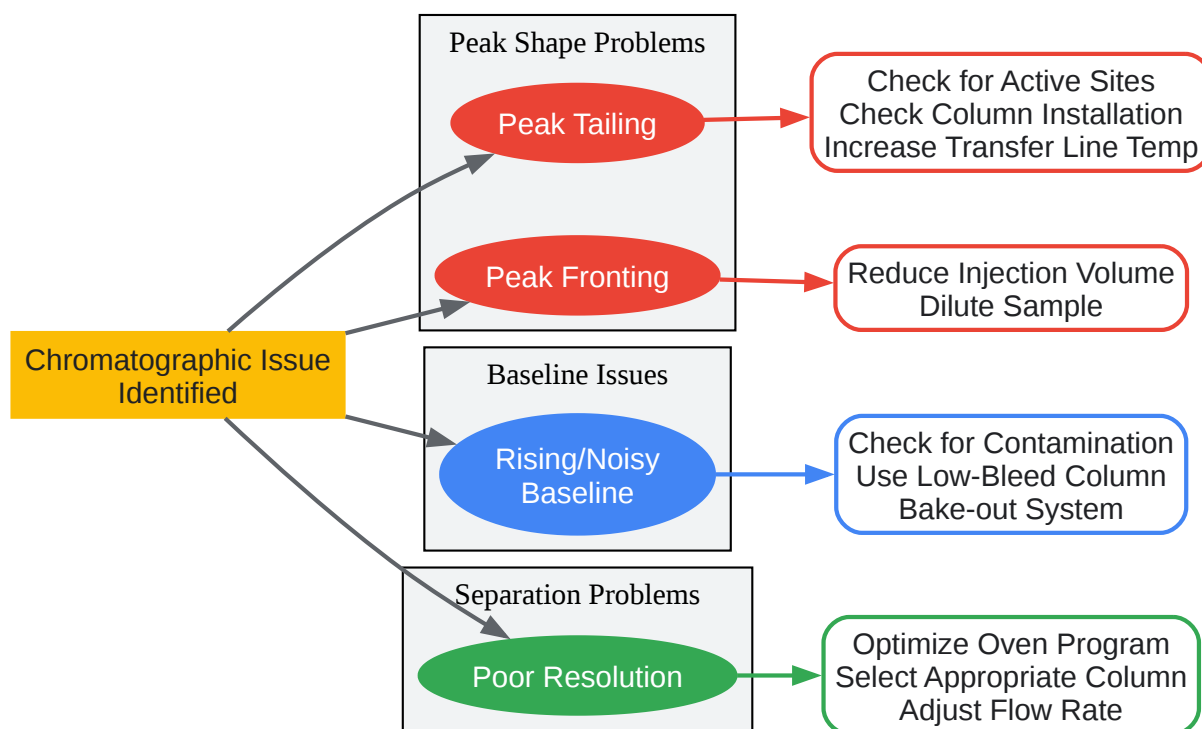 Peak Shape Problems
Peak Tailing
Check for Active Sites
Check Column Installation
Increase Transfer Line Temp
Peak Fronting
Reduce Injection Volume
Dilute Sample
Chromatographic Issue
Identified
Baseline Issues
Rising/Noisy
Baseline
Check for Contamination
Use Low-Bleed Column
Bake-out System
Separation Problems
Poor Resolution
Optimize Oven Program
Select Appropriate Column
Adjust Flow Rate